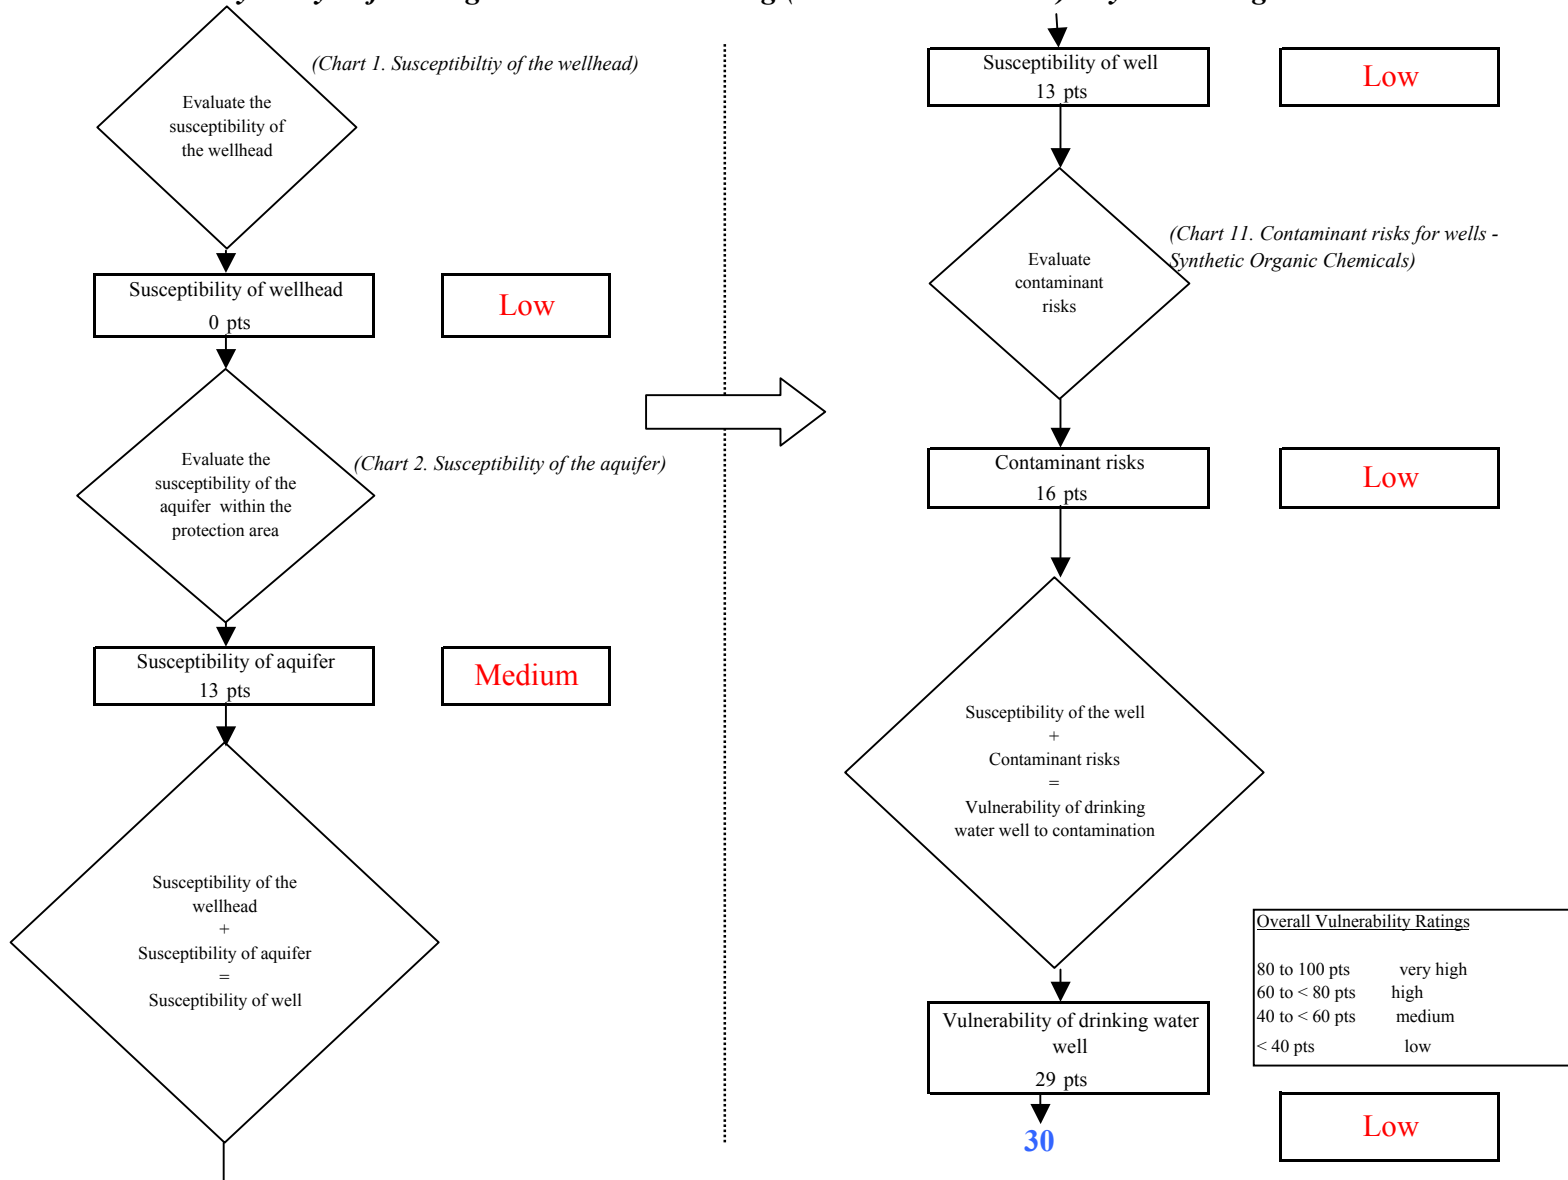 (Chart 1. Susceptibiltiy of the wellhead)
Evaluate the
susceptibility of
the wellhead
Susceptibility of wellhead
0 pts
Low
Evaluate the
susceptibility of the
aquifer within the
protection area
(Chart 2. Susceptibility of the aquifer)
Susceptibility of aquifer
13 pts
Medium
Susceptibility of the
wellhead
+
Susceptibility of aquifer
=
Susceptibility of well
Susceptibility of well
13 pts
Low
(Chart 11. Contaminant risks for wells -
Synthetic Organic Chemicals)
Evaluate
contaminant
risks
Contaminant risks
16 pts
Low
Susceptibility of the well
+
Contaminant risks
=
Vulnerability of drinking
water well to contamination
Overall Vulnerability Ratings
80 to 100 pts very high
60 to < 80 pts high
40 to < 60 pts medium
< 40 pts low
Vulnerability of drinking water
well
29 pts
30
Low